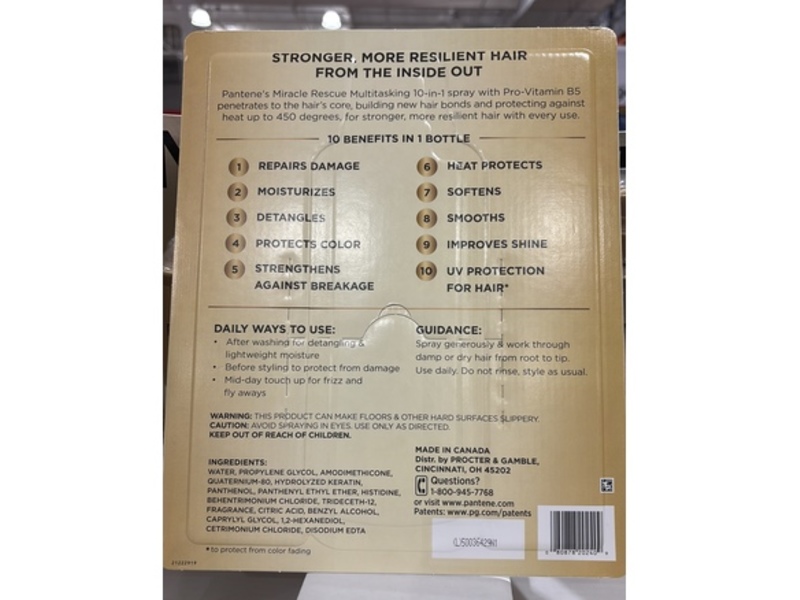 STRONGER, MORE RESILIENT HAIR
FROM THE INSIDE OUT
Pantene's Miracle Rescue Multitasking 10-in-1 spray with Pro-Vitamin B5
penetrates to the hair's core, building new hair bonds and protecting against
heat up to 450 degrees, for stronger, more resilient hair with every use.
10 BENEFITS IN 1 BOTTLE
1 REPAIRS DAMAGE
2 MOISTURIZES
3 DETANGLES
4 PROTECTS COLOR
5 STRENGTHENS
AGAINST BREAKAGE
6 HEAT PROTECTS
7 SOFTENS
8 SMOOTHS
9 IMPROVES SHINE
10 UV PROTECTION
FOR HAIR*
DAILY WAYS TO USE:
• After washing for detangling &
lightweight moisture
• Before styling to protect from damage
• Mid-day touch up for frizz and
fly aways
GUIDANCE:
Spray generously & work through
damp or dry hair from root to tip.
Use daily. Do not rinse, style as usual.
WARNING: THIS PRODUCT CAN MAKE FLOORS & OTHER HARD SURFACES SLIPPERY.
CAUTION: AVOID SPRAYING IN EYES. USE ONLY AS DIRECTED.
KEEP OUT OF REACH OF CHILDREN.
INGREDIENTS:
WATER, PROPYLENE GLYCOL, AMODIMETHICONE,
QUATERNIUM-80, HYDROLYZED KERATIN,
PANTHENOL, PANTHENYL ETHYL ETHER, HISTIDINE,
BEHENTRIMONIUM CHLORIDE, TRIDECETH-12,
FRAGRANCE, CITRIC ACID, BENZYL ALCOHOL,
CAPRYLYL GLYCOL, 1,2-HEXANEDIOL,
CETRIMONIUM CHLORIDE, DISODIUM EDTA
*to protect from color fading
MADE IN CANADA
Distr. by PROCTER & GAMBLE,
CINCINNATI, OH 45202
Questions?
1-800-945-7768
or visit www.pantene.com
Patents: www.pg.com/patents
(L)50036429N1